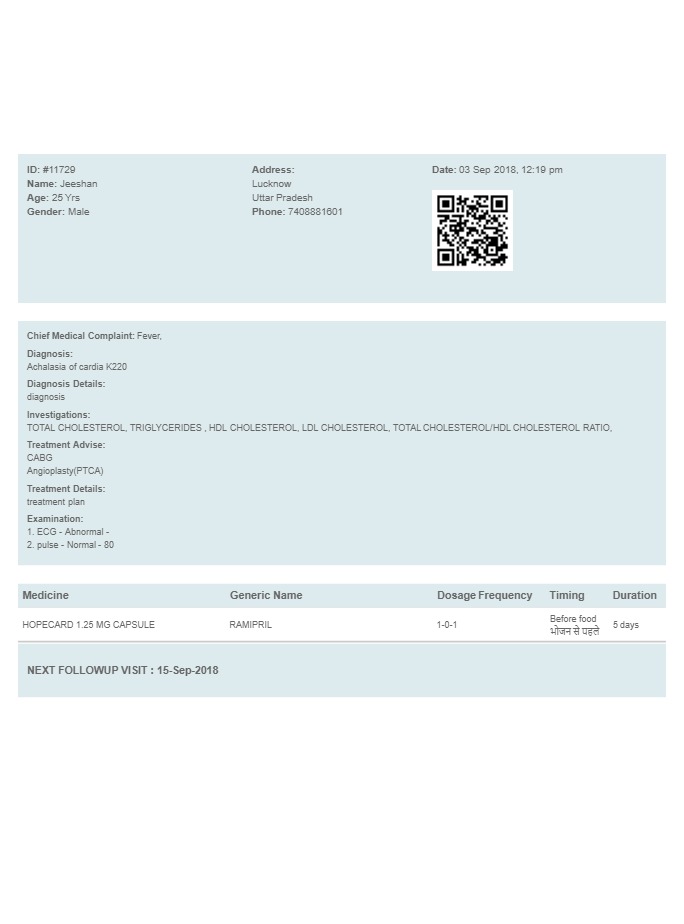 ID: #11729
Name: Jeeshan
Age: 25 Yrs
Gender: Male
Address:
Lucknow
Uttar Pradesh
Phone: 7408881601
Date: 03 Sep 2018, 12:19 pm
Chief Medical Complaint: Fever,
Diagnosis:
Achalasia of cardia K220
Diagnosis Details:
diagnosis
Investigations:
TOTAL CHOLESTEROL, TRIGLYCERIDES , HDL CHOLESTEROL, LDL CHOLESTEROL, TOTAL CHOLESTEROL/HDL CHOLESTEROL RATIO,
Treatment Advise:
CABG
Angioplasty(PTCA)
Treatment Details:
treatment plan
Examination:
1. ECG - Abnormal -
2. pulse - Normal - 80
Medicine Generic Name Dosage Frequency Timing Duration
HOPECARD 1.25 MG CAPSULE RAMIPRIL 1-0-1 Before food 5 days
भोजन से पहले
NEXT FOLLOWUP VISIT : 15-Sep-2018